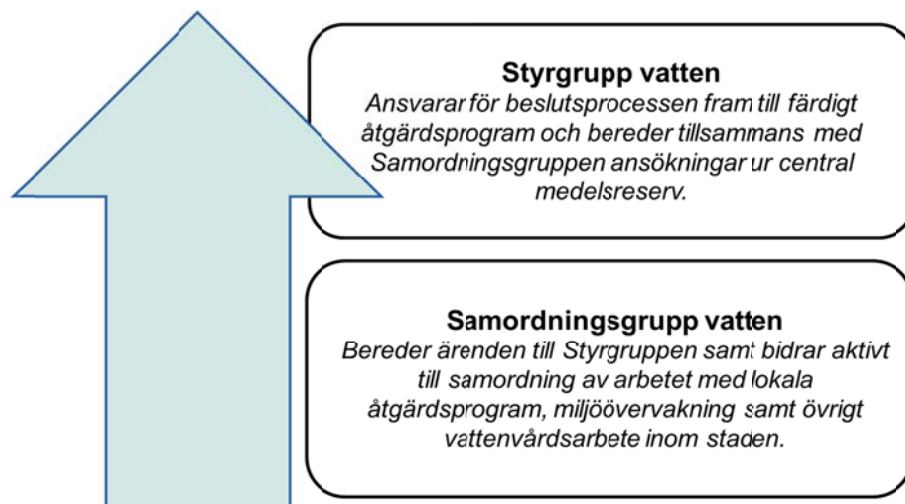 Styrgrupp vatten
Ansvarar för beslutsprocessen fram till färdigt
åtgärdsprogram och bereder tillsammans med
Samordningsgruppen ansökningar ur central
medelsreserv.
Samordningsgrupp vatten
Bereder ärenden till Styrgruppen samt bidrar aktivt
till samordning av arbetet med lokala
åtgärdsprogram, miljöövervakning samt övrigt
vattenvårdsarbete inom staden.